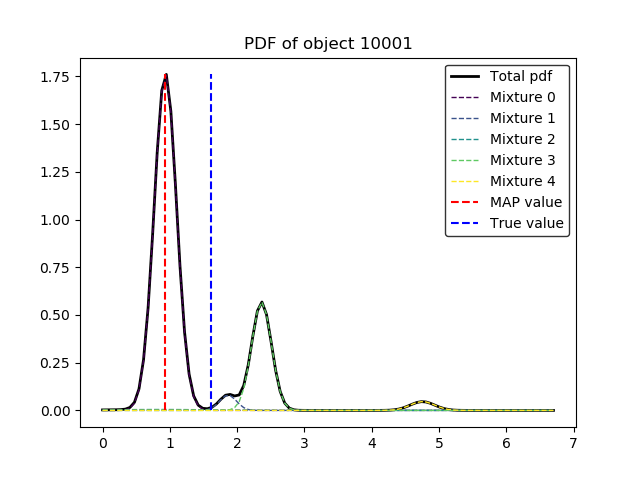 PDF of object 10001
Total pdf
Mixture 0
Mixture 1
Mixture 2
Mixture 3
Mixture 4
MAP value
True value
1.75
1.50
1.25
1.00
0.75
0.50
0.25
0.00
0 1 2 3 4 5 6 7